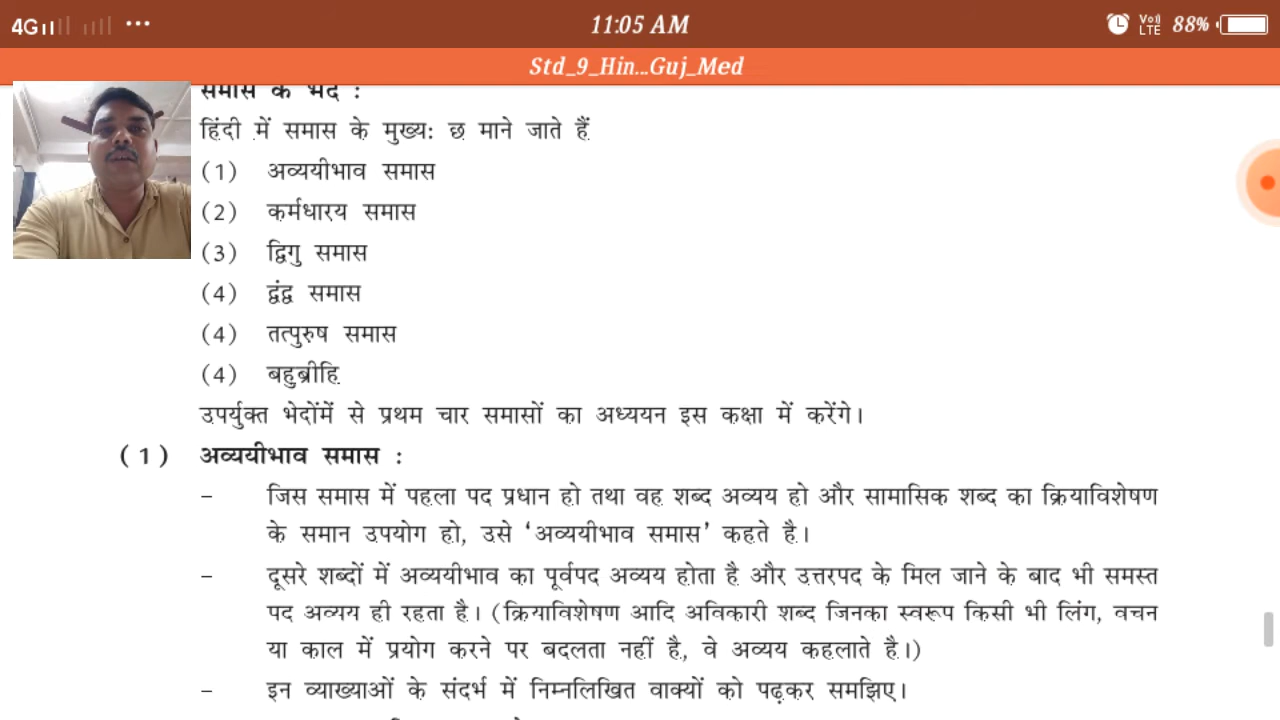 4G 11:05 AM Vo)) LTE 88%
Std_9_Hin...Guj_Med
समास के भेद :
हिंदी में समास के मुख्य: छ माने जाते हैं
(1) अव्ययीभाव समास
(2) कर्मधारय समास
(3) द्विगु समास
(4) द्वंद्व समास
(4) तत्पुरुष समास
(4) बहुब्रीहि
उपर्युक्त भेदोंमें से प्रथम चार समासों का अध्ययन इस कक्षा में करेंगे।
(1) अव्ययीभाव समास :
– जिस समास में पहला पद प्रधान हो तथा वह शब्द अव्यय हो और सामासिक शब्द का क्रियाविशेषण
के समान उपयोग हो, उसे ‘अव्ययीभाव समास’ कहते है।
– दूसरे शब्दों में अव्ययीभाव का पूर्वपद अव्यय होता है और उत्तरपद के मिल जाने के बाद भी समस्त
पद अव्यय ही रहता है। (क्रियाविशेषण आदि अविकारी शब्द जिनका स्वरूप किसी भी लिंग, वचन
या काल में प्रयोग करने पर बदलता नहीं है, वे अव्यय कहलाते है।)
– इन व्याख्याओं के संदर्भ में निम्नलिखित वाक्यों को पढ़कर समझिए।